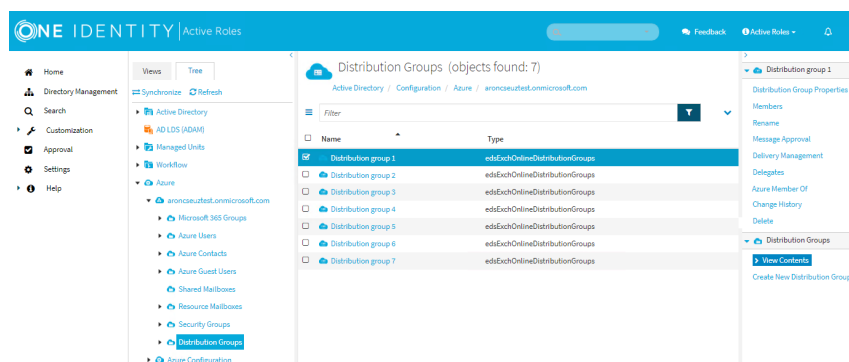 ONE IDENTITY Active Roles
Feedback
Active Roles
Home
Directory Management
Search
Customization
Approval
Settings
Help
Views Tree
Synchronize Refresh
Active Directory
AD LDS (ADAM)
Managed Units
Workflow
Azure
aroncseuztest.onmicrosoft.com
Microsoft 365 Groups
Azure Users
Azure Contacts
Azure Guest Users
Shared Mailboxes
Resource Mailboxes
Security Groups
Distribution Groups
Azure Configuration
Distribution Groups (objects found: 7)
Active Directory / Configuration / Azure / aroncseuztest.onmicrosoft.com
Filter
Name Type
Distribution group 1 edsExchOnlineDistributionGroups
Distribution group 2 edsExchOnlineDistributionGroups
Distribution group 3 edsExchOnlineDistributionGroups
Distribution group 4 edsExchOnlineDistributionGroups
Distribution group 5 edsExchOnlineDistributionGroups
Distribution group 6 edsExchOnlineDistributionGroups
Distribution group 7 edsExchOnlineDistributionGroups
Distribution group 1
Distribution Group Properties
Members
Rename
Message Approval
Delivery Management
Delegates
Azure Member Of
Change History
Delete
Distribution Groups
View Contents
Create New Distribution Group